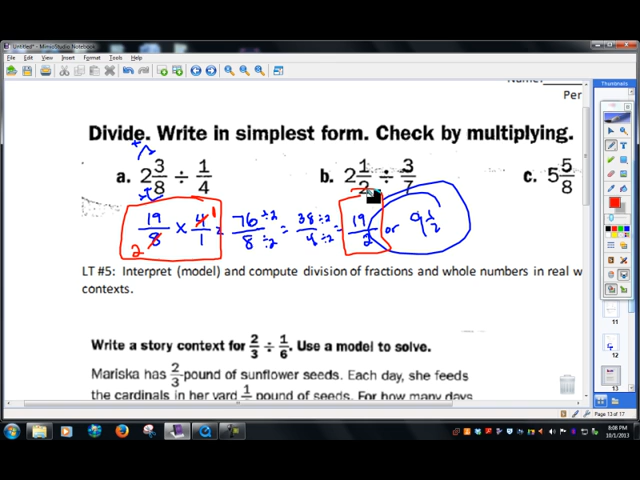 Untitled* - MimioStudio Notebook
File Edit View Insert Format Tools Help
Name:
Per
Divide. Write in simplest form. Check by multiplying.
a. 2 3/8 ÷ 1/4 b. 2 1/2 ÷ 3/7 c. 5 5/8
19/8 × 4/1 = 76/8 ÷2 ÷2 = 38/4 ÷2 ÷2 = 19/2 or 9 1/2
2 1
LT #5: Interpret (model) and compute division of fractions and whole numbers in real w
contexts.
Write a story context for 2/3 ÷ 1/6. Use a model to solve.
Mariska has 2/3-pound of sunflower seeds. Each day, she feeds
the cardinals in her yard 1/6 pound of seeds. For how many days
Thumbnails
11
12
13
Page 13 of 17
8:08 PM
10/1/2013